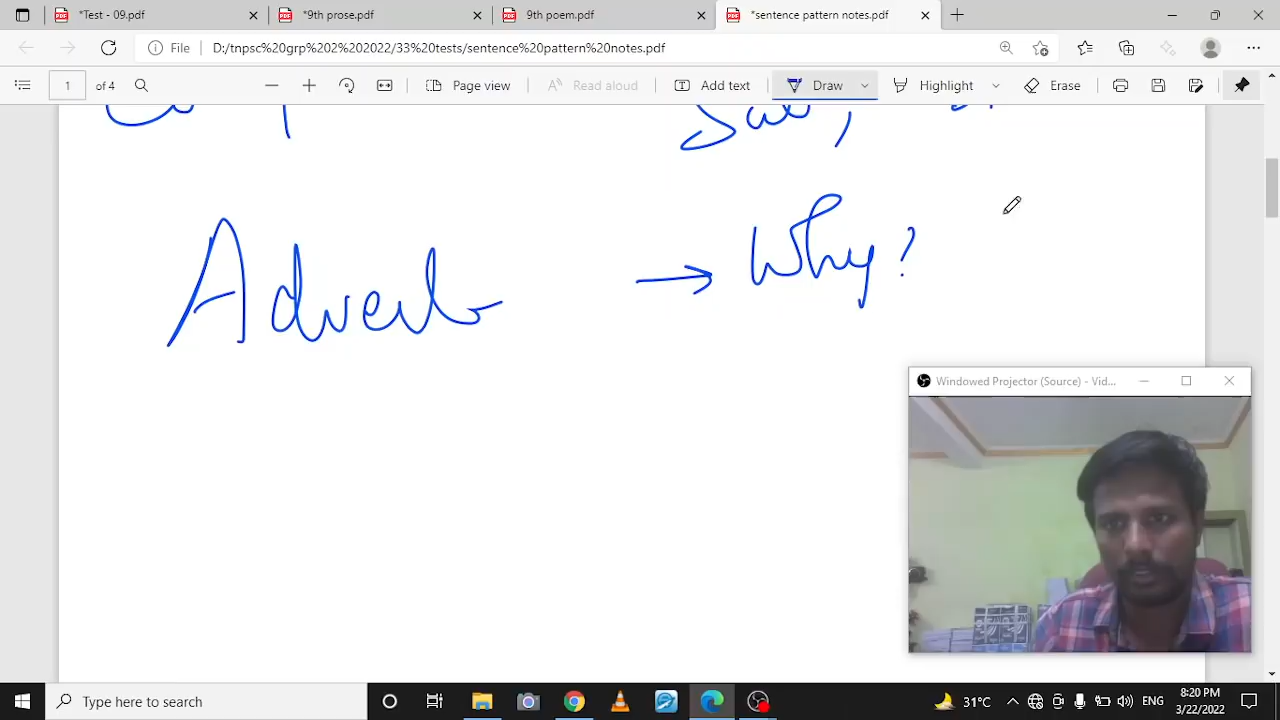 *Test - 09.pdf
*9th prose.pdf
9th poem.pdf
*sentence pattern notes.pdf
File D:/tnpsc%20grp%202%202022/33%20tests/sentence%20pattern%20notes.pdf
1 of 4
Page view
Read aloud
Add text
Draw
Highlight
Erase
Adverb → Why?
Windowed Projector (Source) - Vid...
Type here to search
31°C
ENG
8:20 PM
3/22/2022